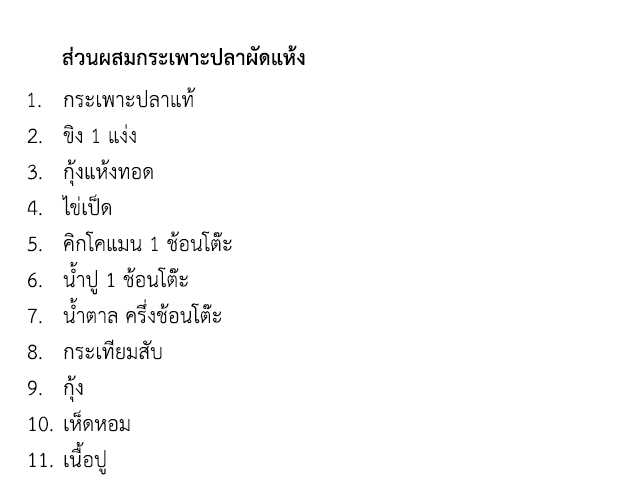 ส่วนผสมกระเพาะปลาผัดแห้ง
1. กระเพาะปลาแท้
2. ขิง 1 แง่ง
3. กุ้งแห้งทอด
4. ไข่เป็ด
5. คิกโคแมน 1 ช้อนโต๊ะ
6. น้ำปู 1 ช้อนโต๊ะ
7. น้ำตาล ครึ่งช้อนโต๊ะ
8. กระเทียมสับ
9. กุ้ง
10. เห็ดหอม
11. เนื้อปู